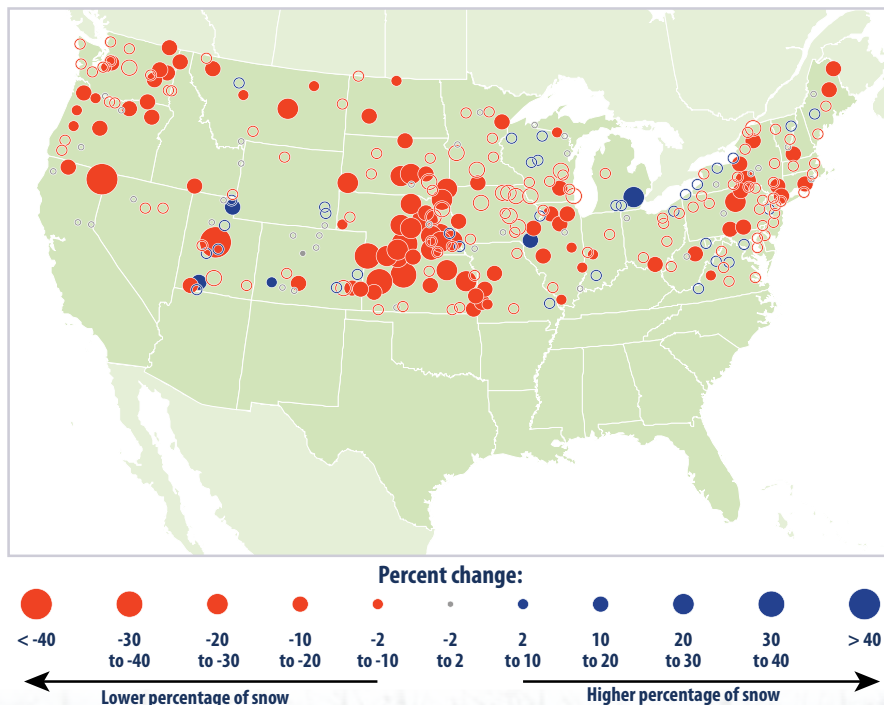 Percent change:
< -40 -30 -20 -10 -2 -2 2 10 20 30 > 40
to -40 to -30 to -20 to -10 to 2 to 10 to 20 to 30 to 40
Lower percentage of snow Higher percentage of snow